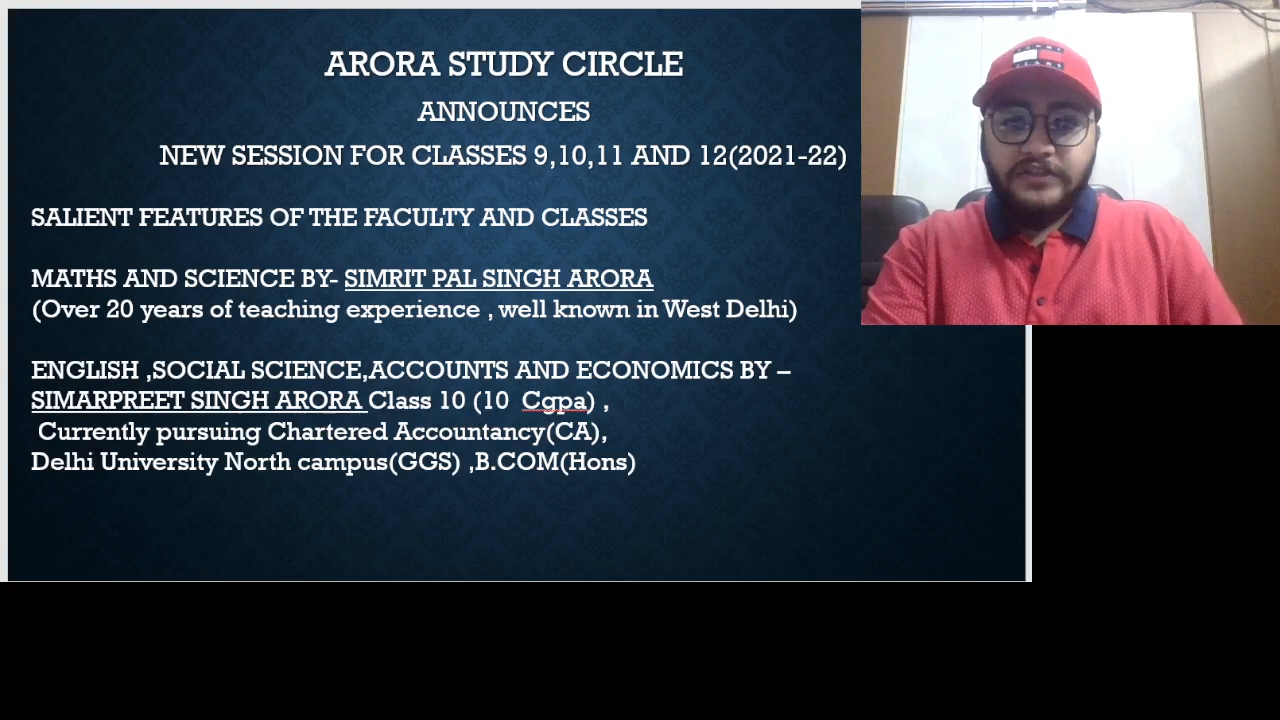 ARORA STUDY CIRCLE
ANNOUNCES
NEW SESSION FOR CLASSES 9,10,11 AND 12(2021-22)
SALIENT FEATURES OF THE FACULTY AND CLASSES
MATHS AND SCIENCE BY- SIMRIT PAL SINGH ARORA
(Over 20 years of teaching experience , well known in West Delhi)
ENGLISH ,SOCIAL SCIENCE,ACCOUNTS AND ECONOMICS BY –
SIMARPREET SINGH ARORA Class 10 (10 Cgpa) ,
Currently pursuing Chartered Accountancy(CA),
Delhi University North campus(GGS) ,B.COM(Hons)